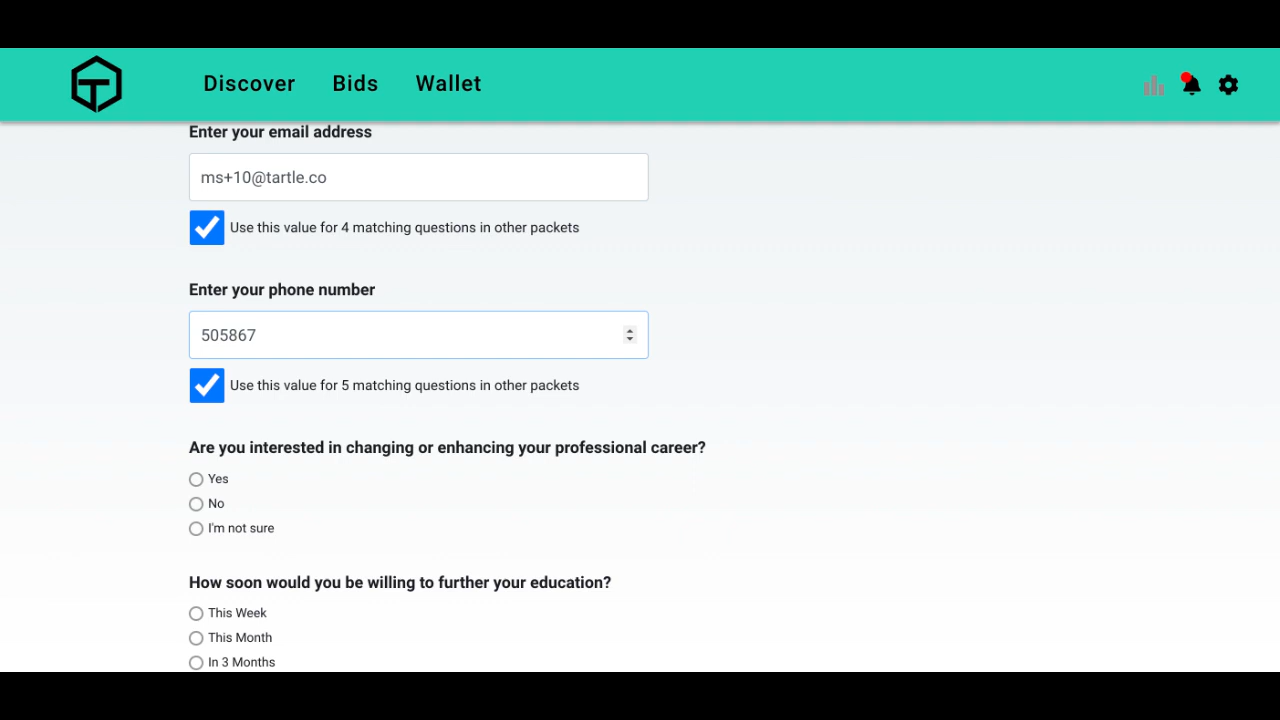 Discover Bids Wallet
Enter your email address
ms+10@tartle.co
Use this value for 4 matching questions in other packets
Enter your phone number
505867
Use this value for 5 matching questions in other packets
Are you interested in changing or enhancing your professional career?
Yes
No
I'm not sure
How soon would you be willing to further your education?
This Week
This Month
In 3 Months